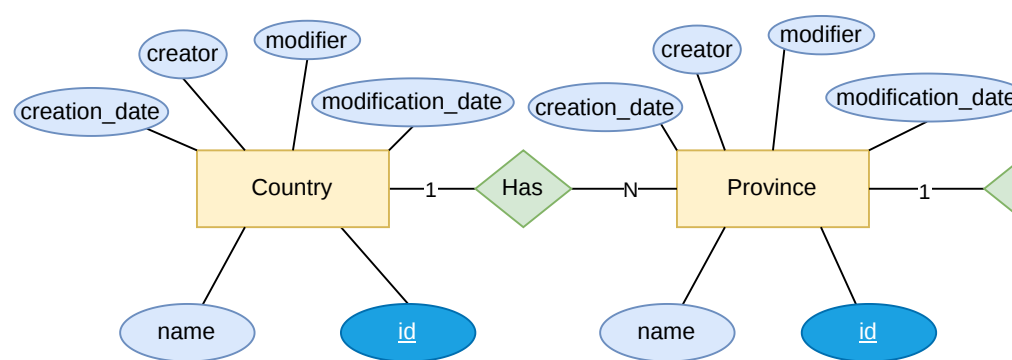 creator
modifier
creation_date
modification_date
Country
1
Has
N
name
id
creator
modifier
creation_date
modification_date
Province
1
name
id